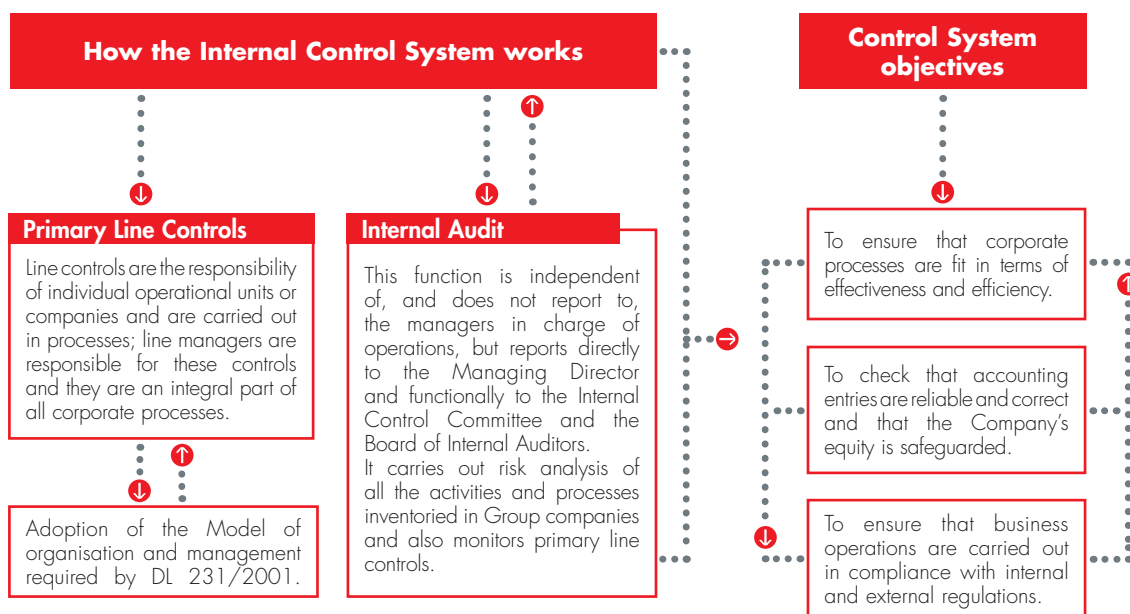 How the Internal Control System works
Control System
objectives
Primary Line Controls
Line controls are the responsibility
of individual operational units or
companies and are carried out
in processes; line managers are
responsible for these controls
and they are an integral part of
all corporate processes.
Adoption of the Model of
organisation and management
required by DL 231/2001.
Internal Audit
This function is independent
of, and does not report to,
the managers in charge of
operations, but reports directly
to the Managing Director
and functionally to the Internal
Control Committee and the
Board of Internal Auditors.
It carries out risk analysis of
all the activities and processes
inventoried in Group companies
and also monitors primary line
controls.
To ensure that corporate
processes are fit in terms of
effectiveness and efficiency.
To check that accounting
entries are reliable and correct
and that the Company's
equity is safeguarded.
To ensure that business
operations are carried out
in compliance with internal
and external regulations.